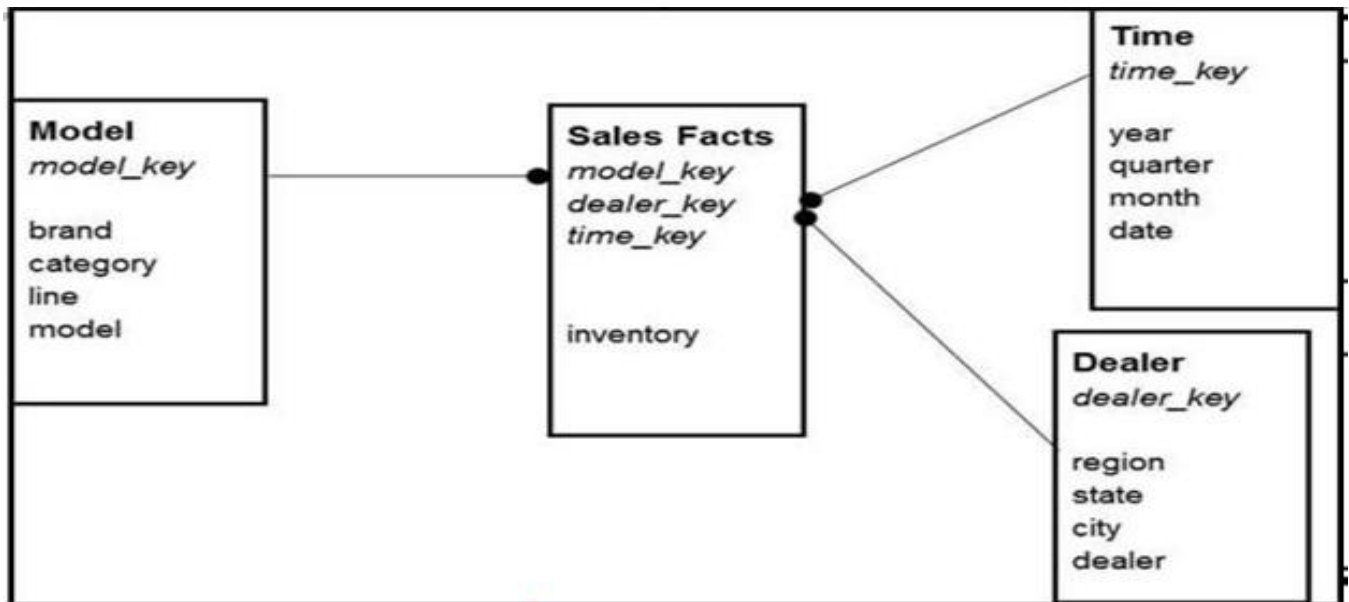 Model
model_key
brand
category
line
model
Sales Facts
model_key
dealer_key
time_key
inventory
Time
time_key
year
quarter
month
date
Dealer
dealer_key
region
state
city
dealer